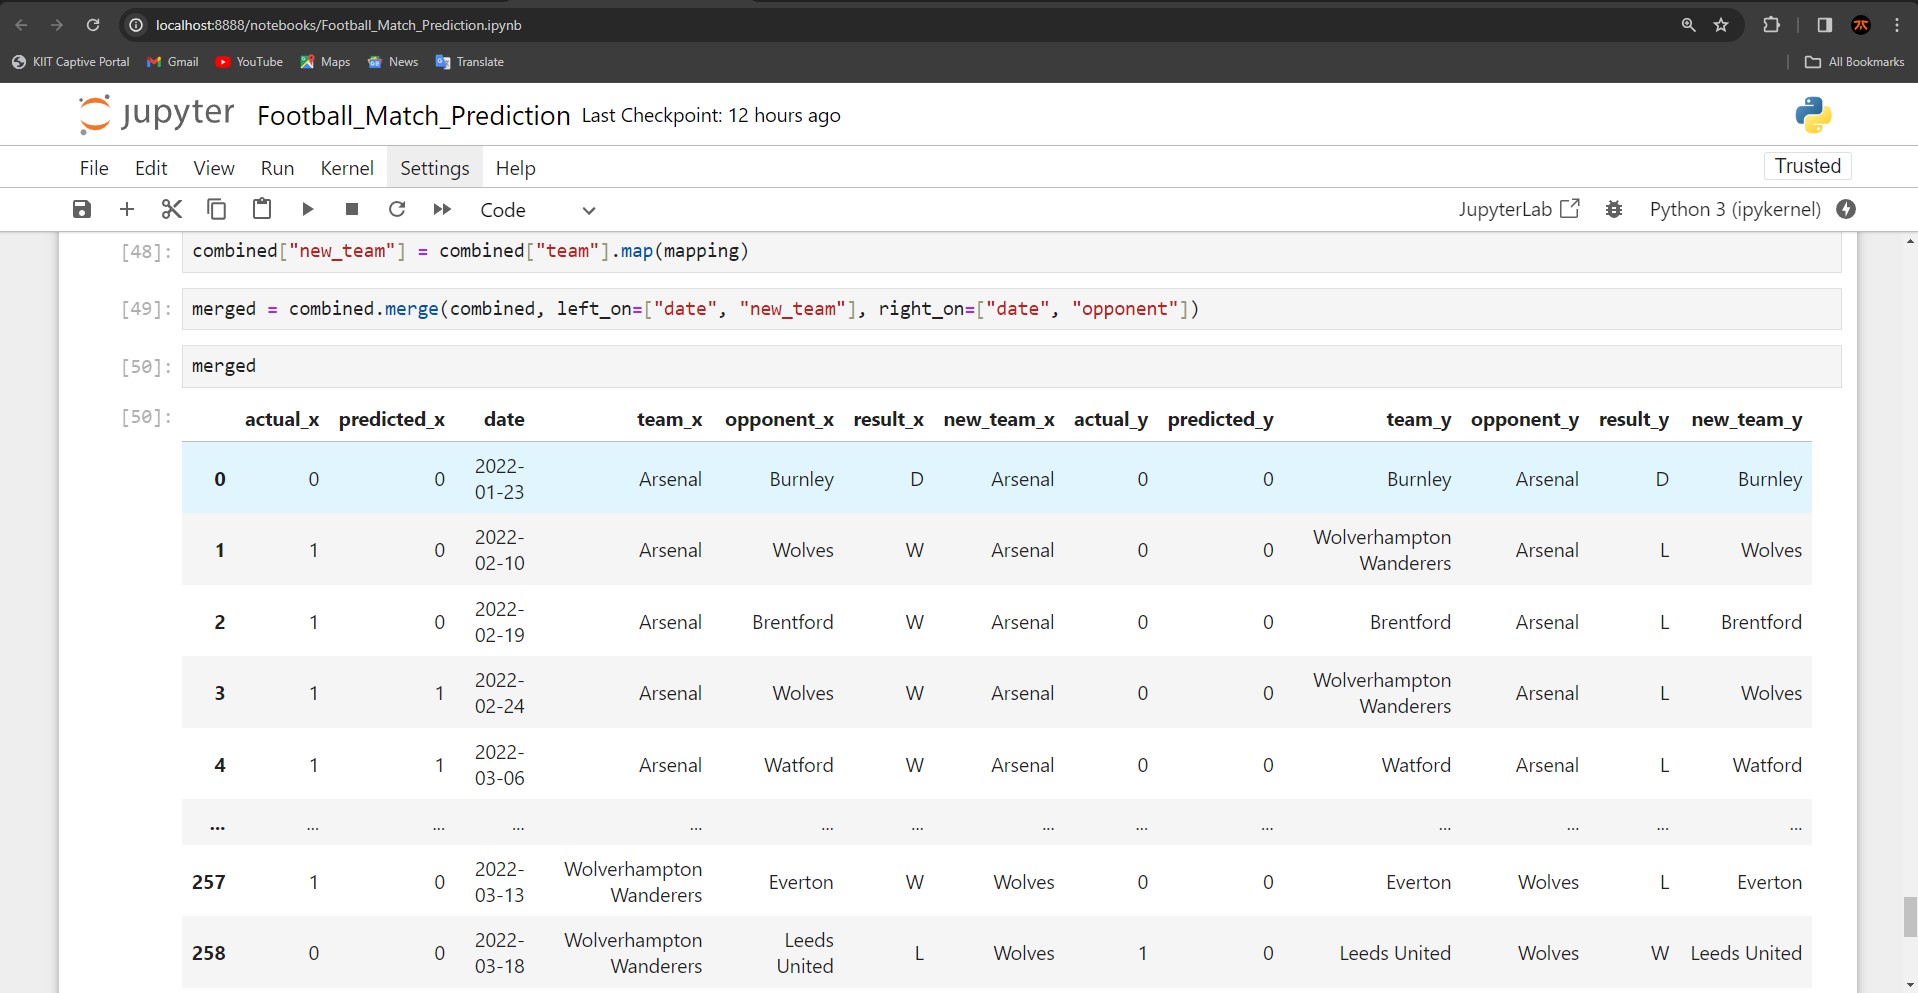 localhost:8888/notebooks/Football_Match_Prediction.ipynb
KIIT Captive Portal Gmail YouTube Maps News Translate All Bookmarks
jupyter Football_Match_Prediction Last Checkpoint: 12 hours ago
File Edit View Run Kernel Settings Help Trusted
Code JupyterLab Python 3 (ipykernel)
[48]: combined["new_team"] = combined["team"].map(mapping)
[49]: merged = combined.merge(combined, left_on=["date", "new_team"], right_on=["date", "opponent"])
[50]: merged
[50]: actual_x predicted_x date team_x opponent_x result_x new_team_x actual_y predicted_y team_y opponent_y result_y new_team_y
0 0 0 2022-01-23 Arsenal Burnley D Arsenal 0 0 Burnley Arsenal D Burnley
1 1 0 2022-02-10 Arsenal Wolves W Arsenal 0 0 Wolverhampton Wanderers Arsenal L Wolves
2 1 0 2022-02-19 Arsenal Brentford W Arsenal 0 0 Brentford Arsenal L Brentford
3 1 1 2022-02-24 Arsenal Wolves W Arsenal 0 0 Wolverhampton Wanderers Arsenal L Wolves
4 1 1 2022-03-06 Arsenal Watford W Arsenal 0 0 Watford Arsenal L Watford
... ... ... ... ... ... ... ... ... ... ... ... ... ...
257 1 0 2022-03-13 Wolverhampton Wanderers Everton W Wolves 0 0 Everton Wolves L Everton
258 0 0 2022-03-18 Wolverhampton Wanderers Leeds United L Wolves 1 0 Leeds United Wolves W Leeds United